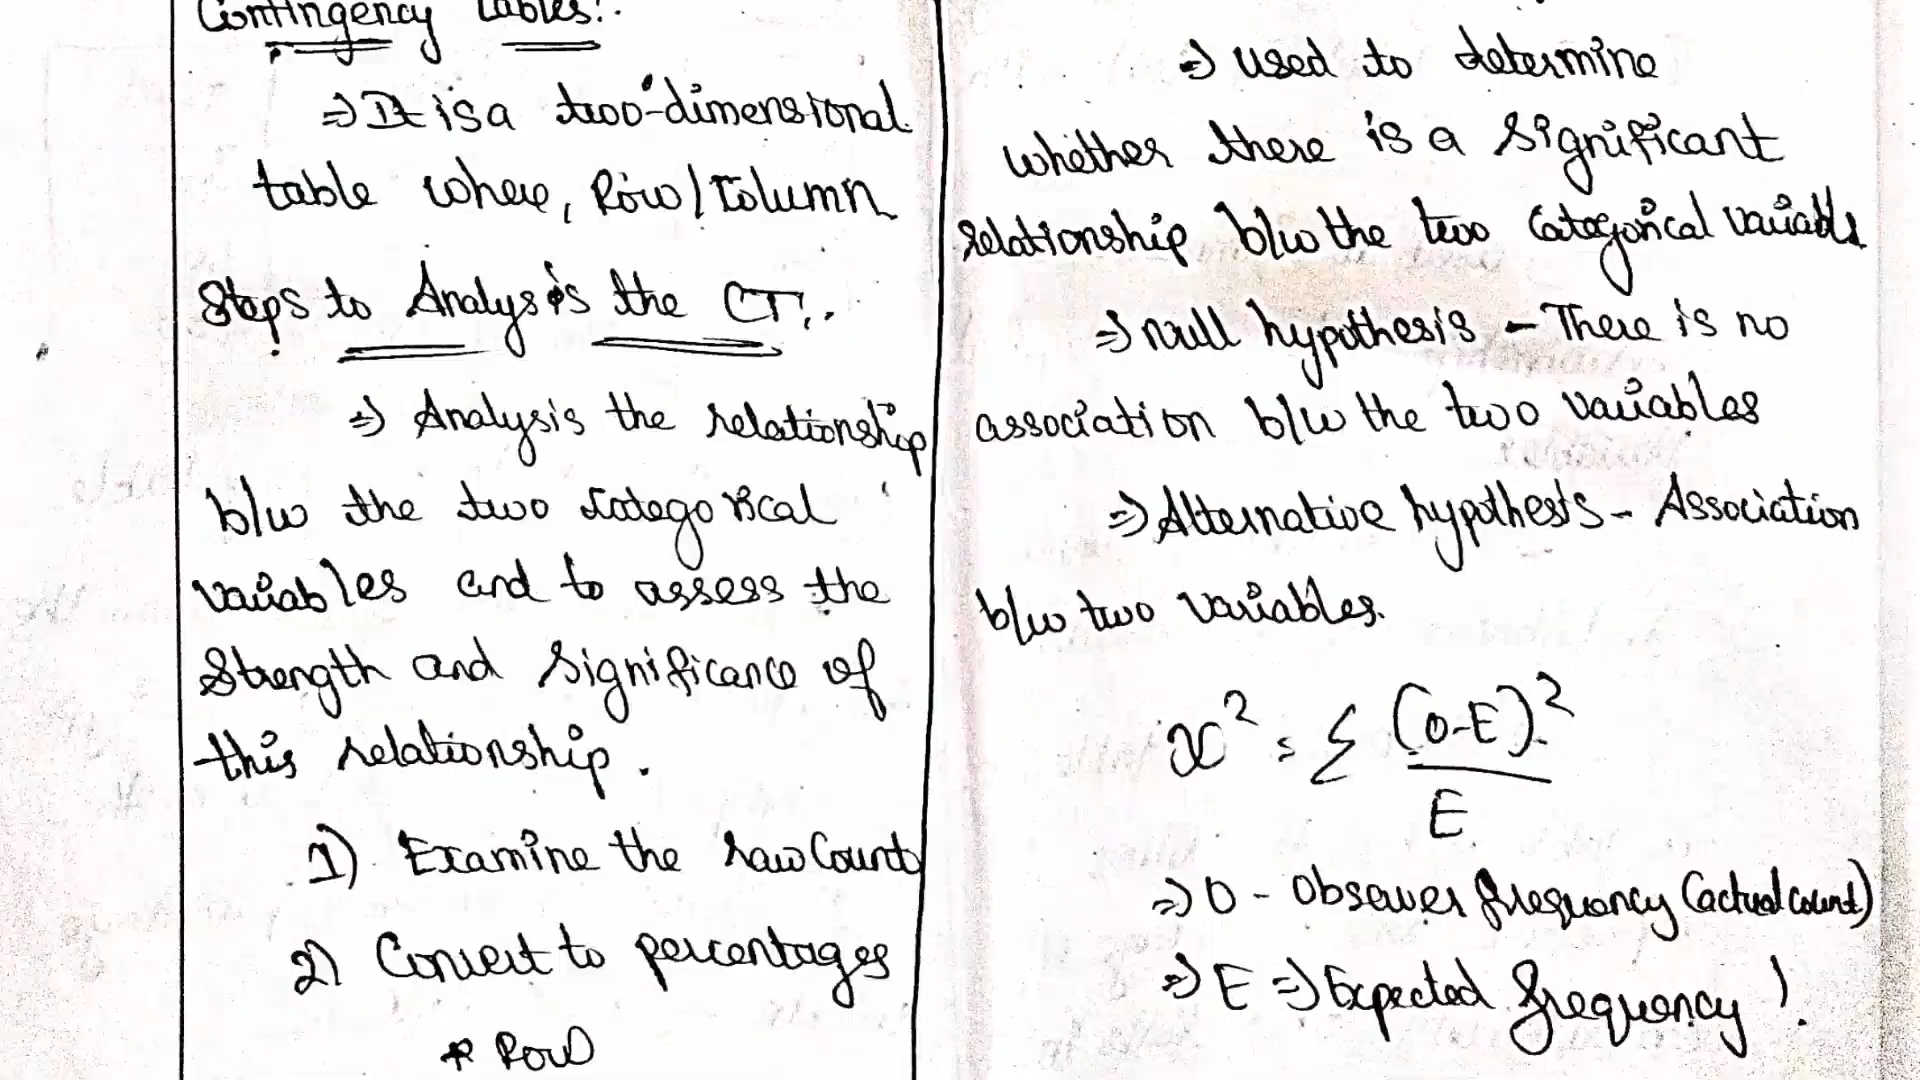 Contingency tables:.
⇒ It is a two-dimensional
table where, Row/Column
Steps to Analysis the CT:.
⇒ Analysis the relationship
b/w the two categorical
variables and to assess the
Strength and significance of
this relationship.
1) Examine the raw Count
2) Convert to percentages
* Row
⇒ used to determine
whether there is a significant
relationship b/w the two Categorical variable
⇒ null hypothesis - There is no
association b/w the two variables
⇒ Alternative hypothesis - Association
b/w two variables.
x² = Σ (O-E)²
E
⇒ O - Observer frequency (actual count)
⇒ E ⇒ Expected frequency